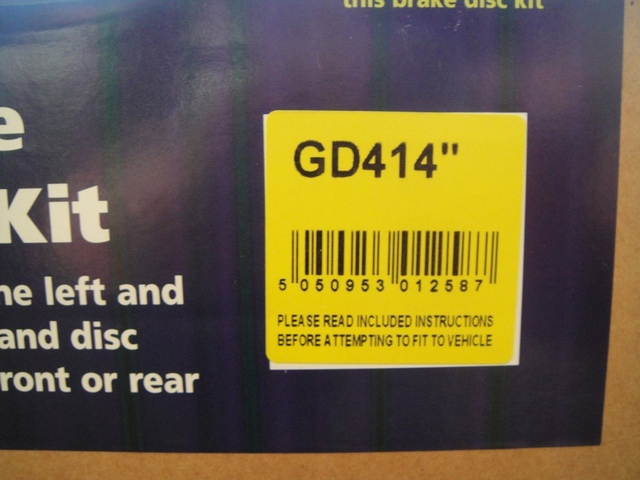 this brake disc kit
e
Kit
he left and
and disc
ront or rear
GD414"
5 050953 012587
PLEASE READ INCLUDED INSTRUCTIONS
BEFORE ATTEMPTING TO FIT TO VEHICLE